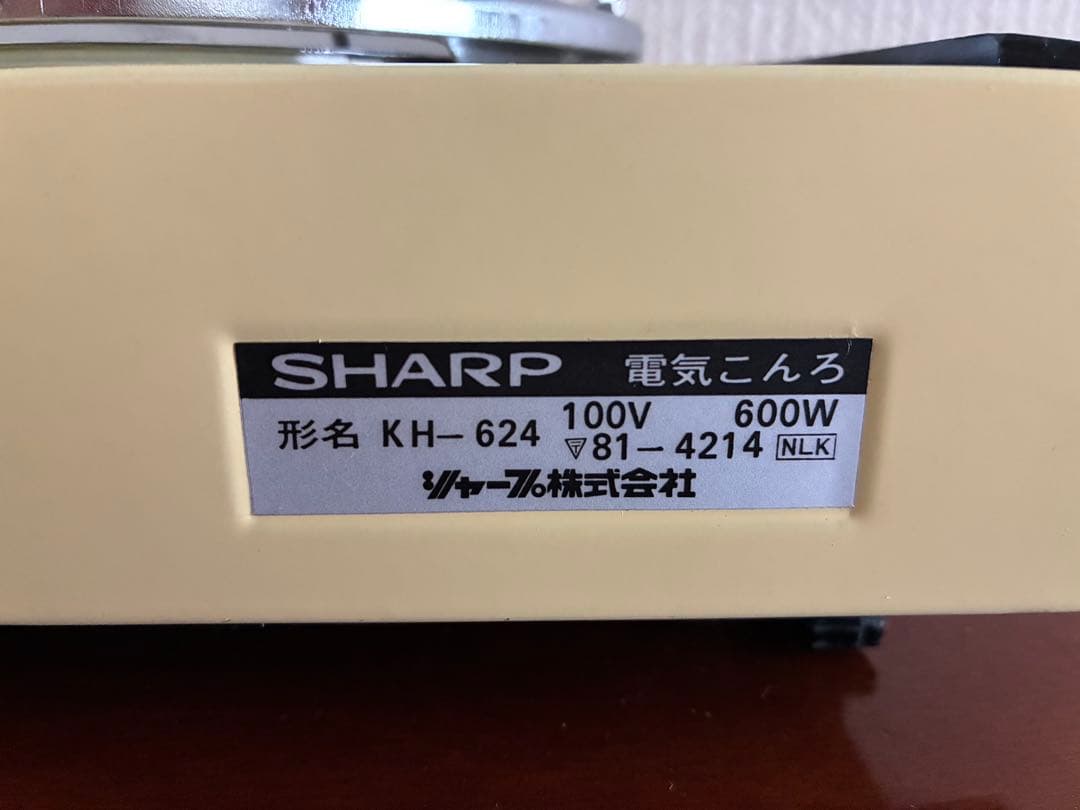 SHARP 電気こんろ
形名 KH-624 100V 600W
81-4214 NLK
シャープ株式会社